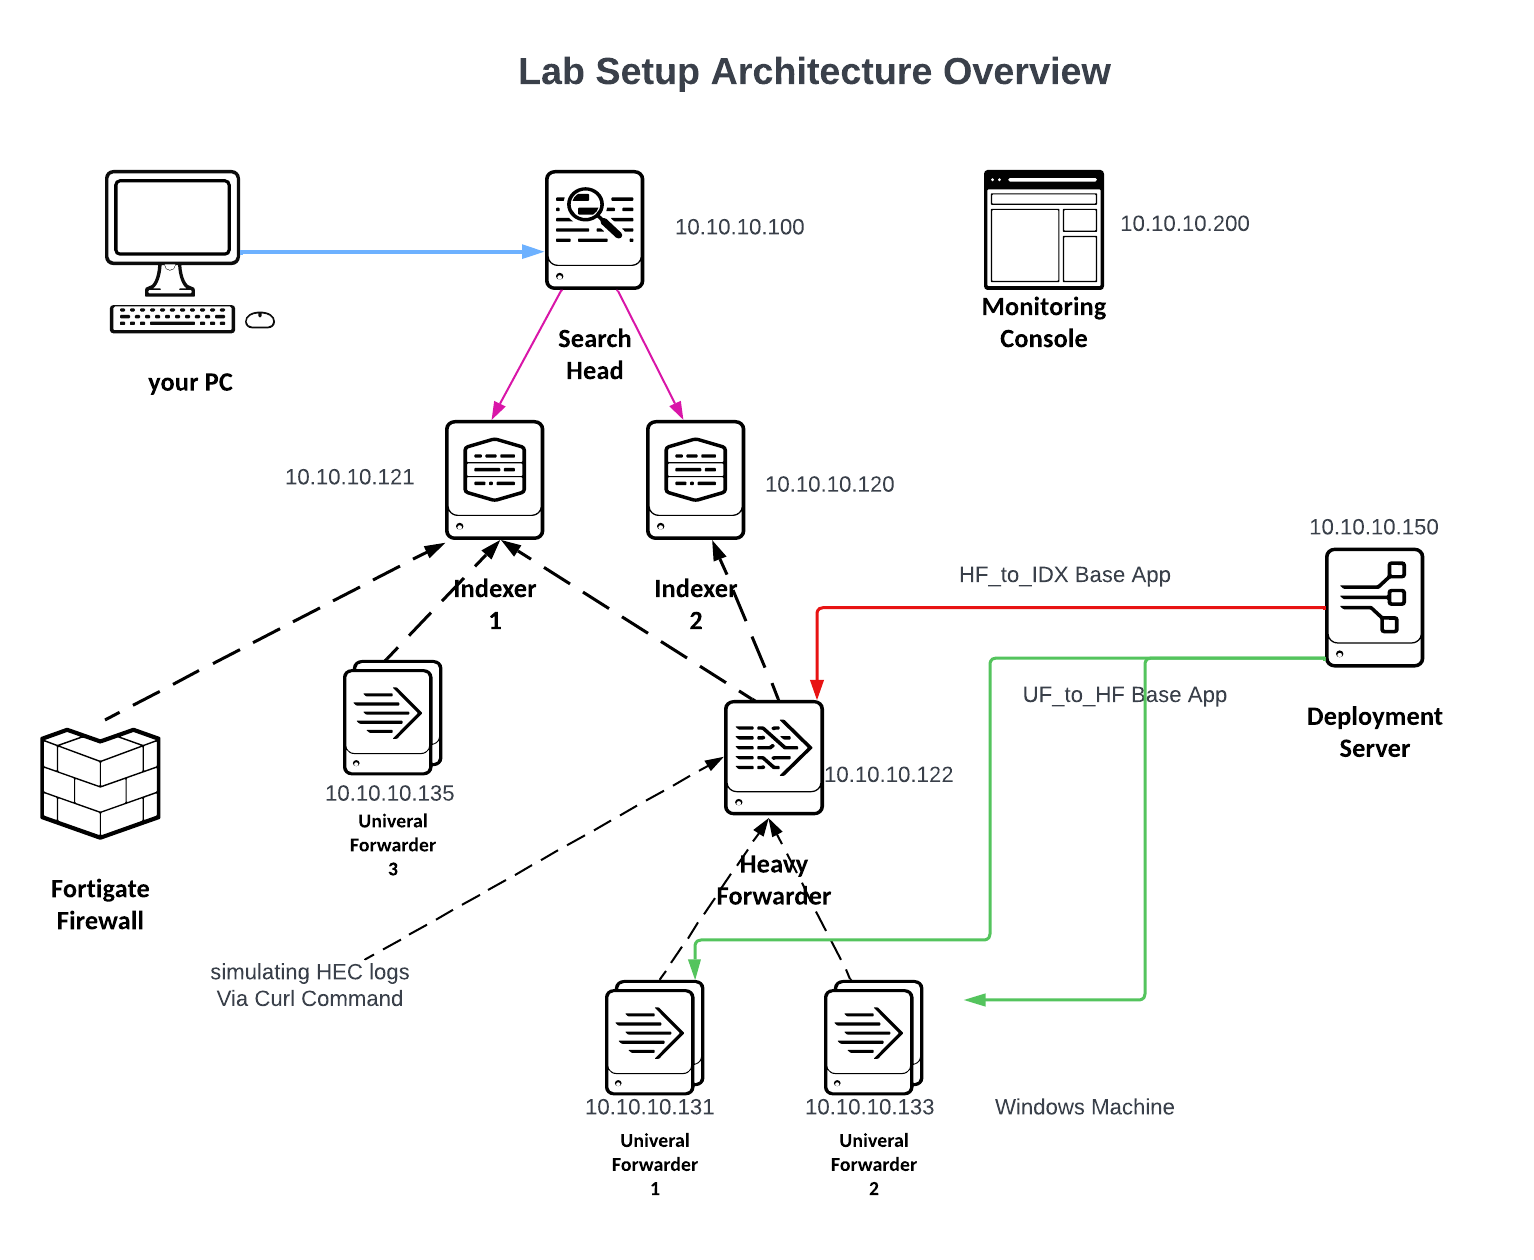 Lab Setup Architecture Overview
10.10.10.100
10.10.10.200
Monitoring
Console
Search
Head
your PC
10.10.10.121
10.10.10.120
10.10.10.150
HF_to_IDX Base App
Indexer
1
Indexer
2
UF_to_HF Base App
Deployment
Server
10.10.10.122
10.10.10.135
Univeral
Forwarder
3
Heavy
Forwarder
Fortigate
Firewall
simulating HEC logs
Via Curl Command
10.10.10.131
10.10.10.133
Windows Machine
Univeral
Forwarder
1
Univeral
Forwarder
2